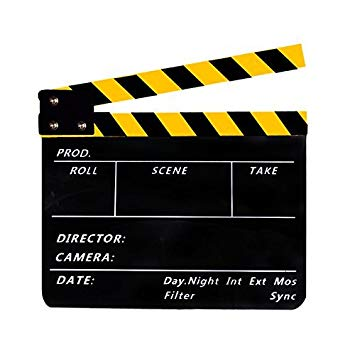 PROD.
ROLL SCENE TAKE
DIRECTOR:
CAMERA:
DATE: Day.Night Int Ext Mos
Filter Sync